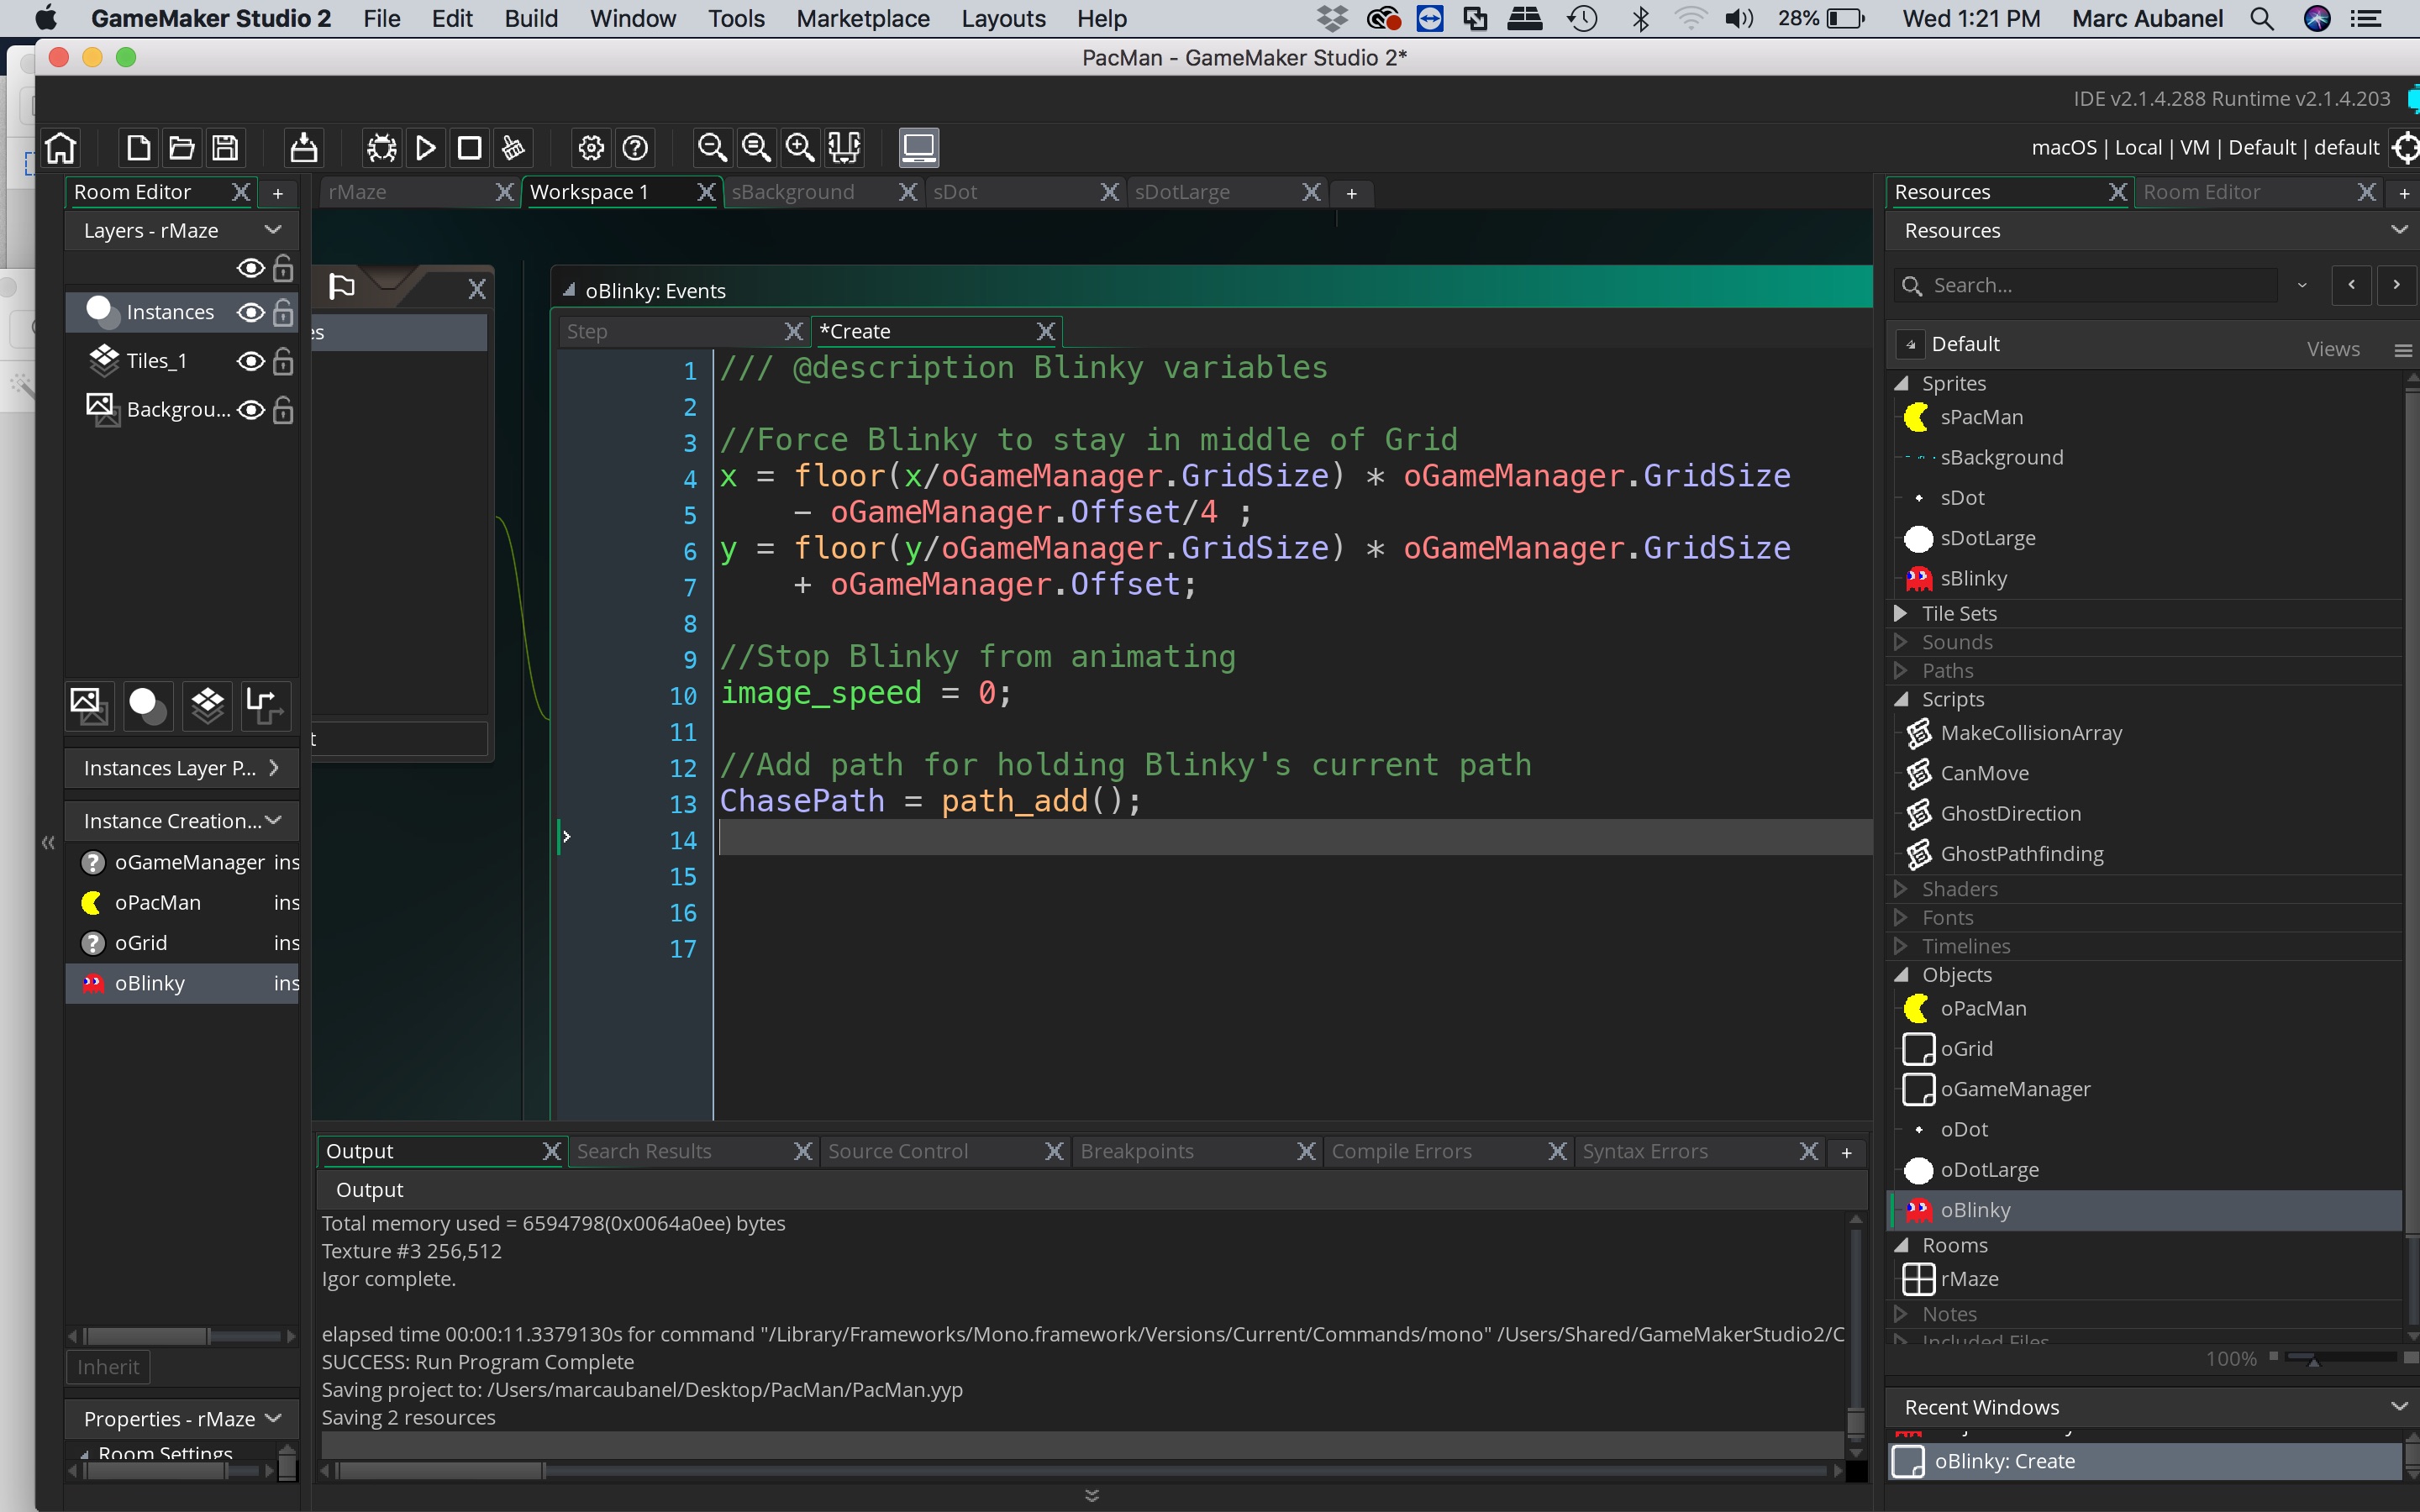 GameMaker Studio 2 File Edit Build Window Tools Marketplace Layouts Help 28% Wed 1:21 PM Marc Aubanel
PacMan - GameMaker Studio 2*
IDE v2.1.4.288 Runtime v2.1.4.203
macOS | Local | VM | Default | default
Room Editor
Layers - rMaze
Instances
Tiles_1
Backgrou...
Instances Layer P...
Instance Creation...
oGameManager ins
oPacMan ins
oGrid ins
oBlinky ins
Inherit
Properties - rMaze
Room Settings
rMaze Workspace 1 sBackground sDot sDotLarge
es
t
oBlinky: Events
Step *Create
1 /// @description Blinky variables
2
3 //Force Blinky to stay in middle of Grid
4 x = floor(x/oGameManager.GridSize) * oGameManager.GridSize
5 - oGameManager.Offset/4 ;
6 y = floor(y/oGameManager.GridSize) * oGameManager.GridSize
7 + oGameManager.Offset;
8
9 //Stop Blinky from animating
10 image_speed = 0;
11
12 //Add path for holding Blinky's current path
13 ChasePath = path_add();
14
15
16
17
Output Search Results Source Control Breakpoints Compile Errors Syntax Errors
Output
Total memory used = 6594798(0x0064a0ee) bytes
Texture #3 256,512
Igor complete.
elapsed time 00:00:11.3379130s for command "/Library/Frameworks/Mono.framework/Versions/Current/Commands/mono" /Users/Shared/GameMakerStudio2/C
SUCCESS: Run Program Complete
Saving project to: /Users/marcaubanel/Desktop/PacMan/PacMan.yyp
Saving 2 resources
Resources Room Editor
Resources
Search...
Default Views
Sprites
sPacMan
sBackground
sDot
sDotLarge
sBlinky
Tile Sets
Sounds
Paths
Scripts
MakeCollisionArray
CanMove
GhostDirection
GhostPathfinding
Shaders
Fonts
Timelines
Objects
oPacMan
oGrid
oGameManager
oDot
oDotLarge
oBlinky
Rooms
rMaze
Notes
Included Files
100%
Recent Windows
oBlinky: Create